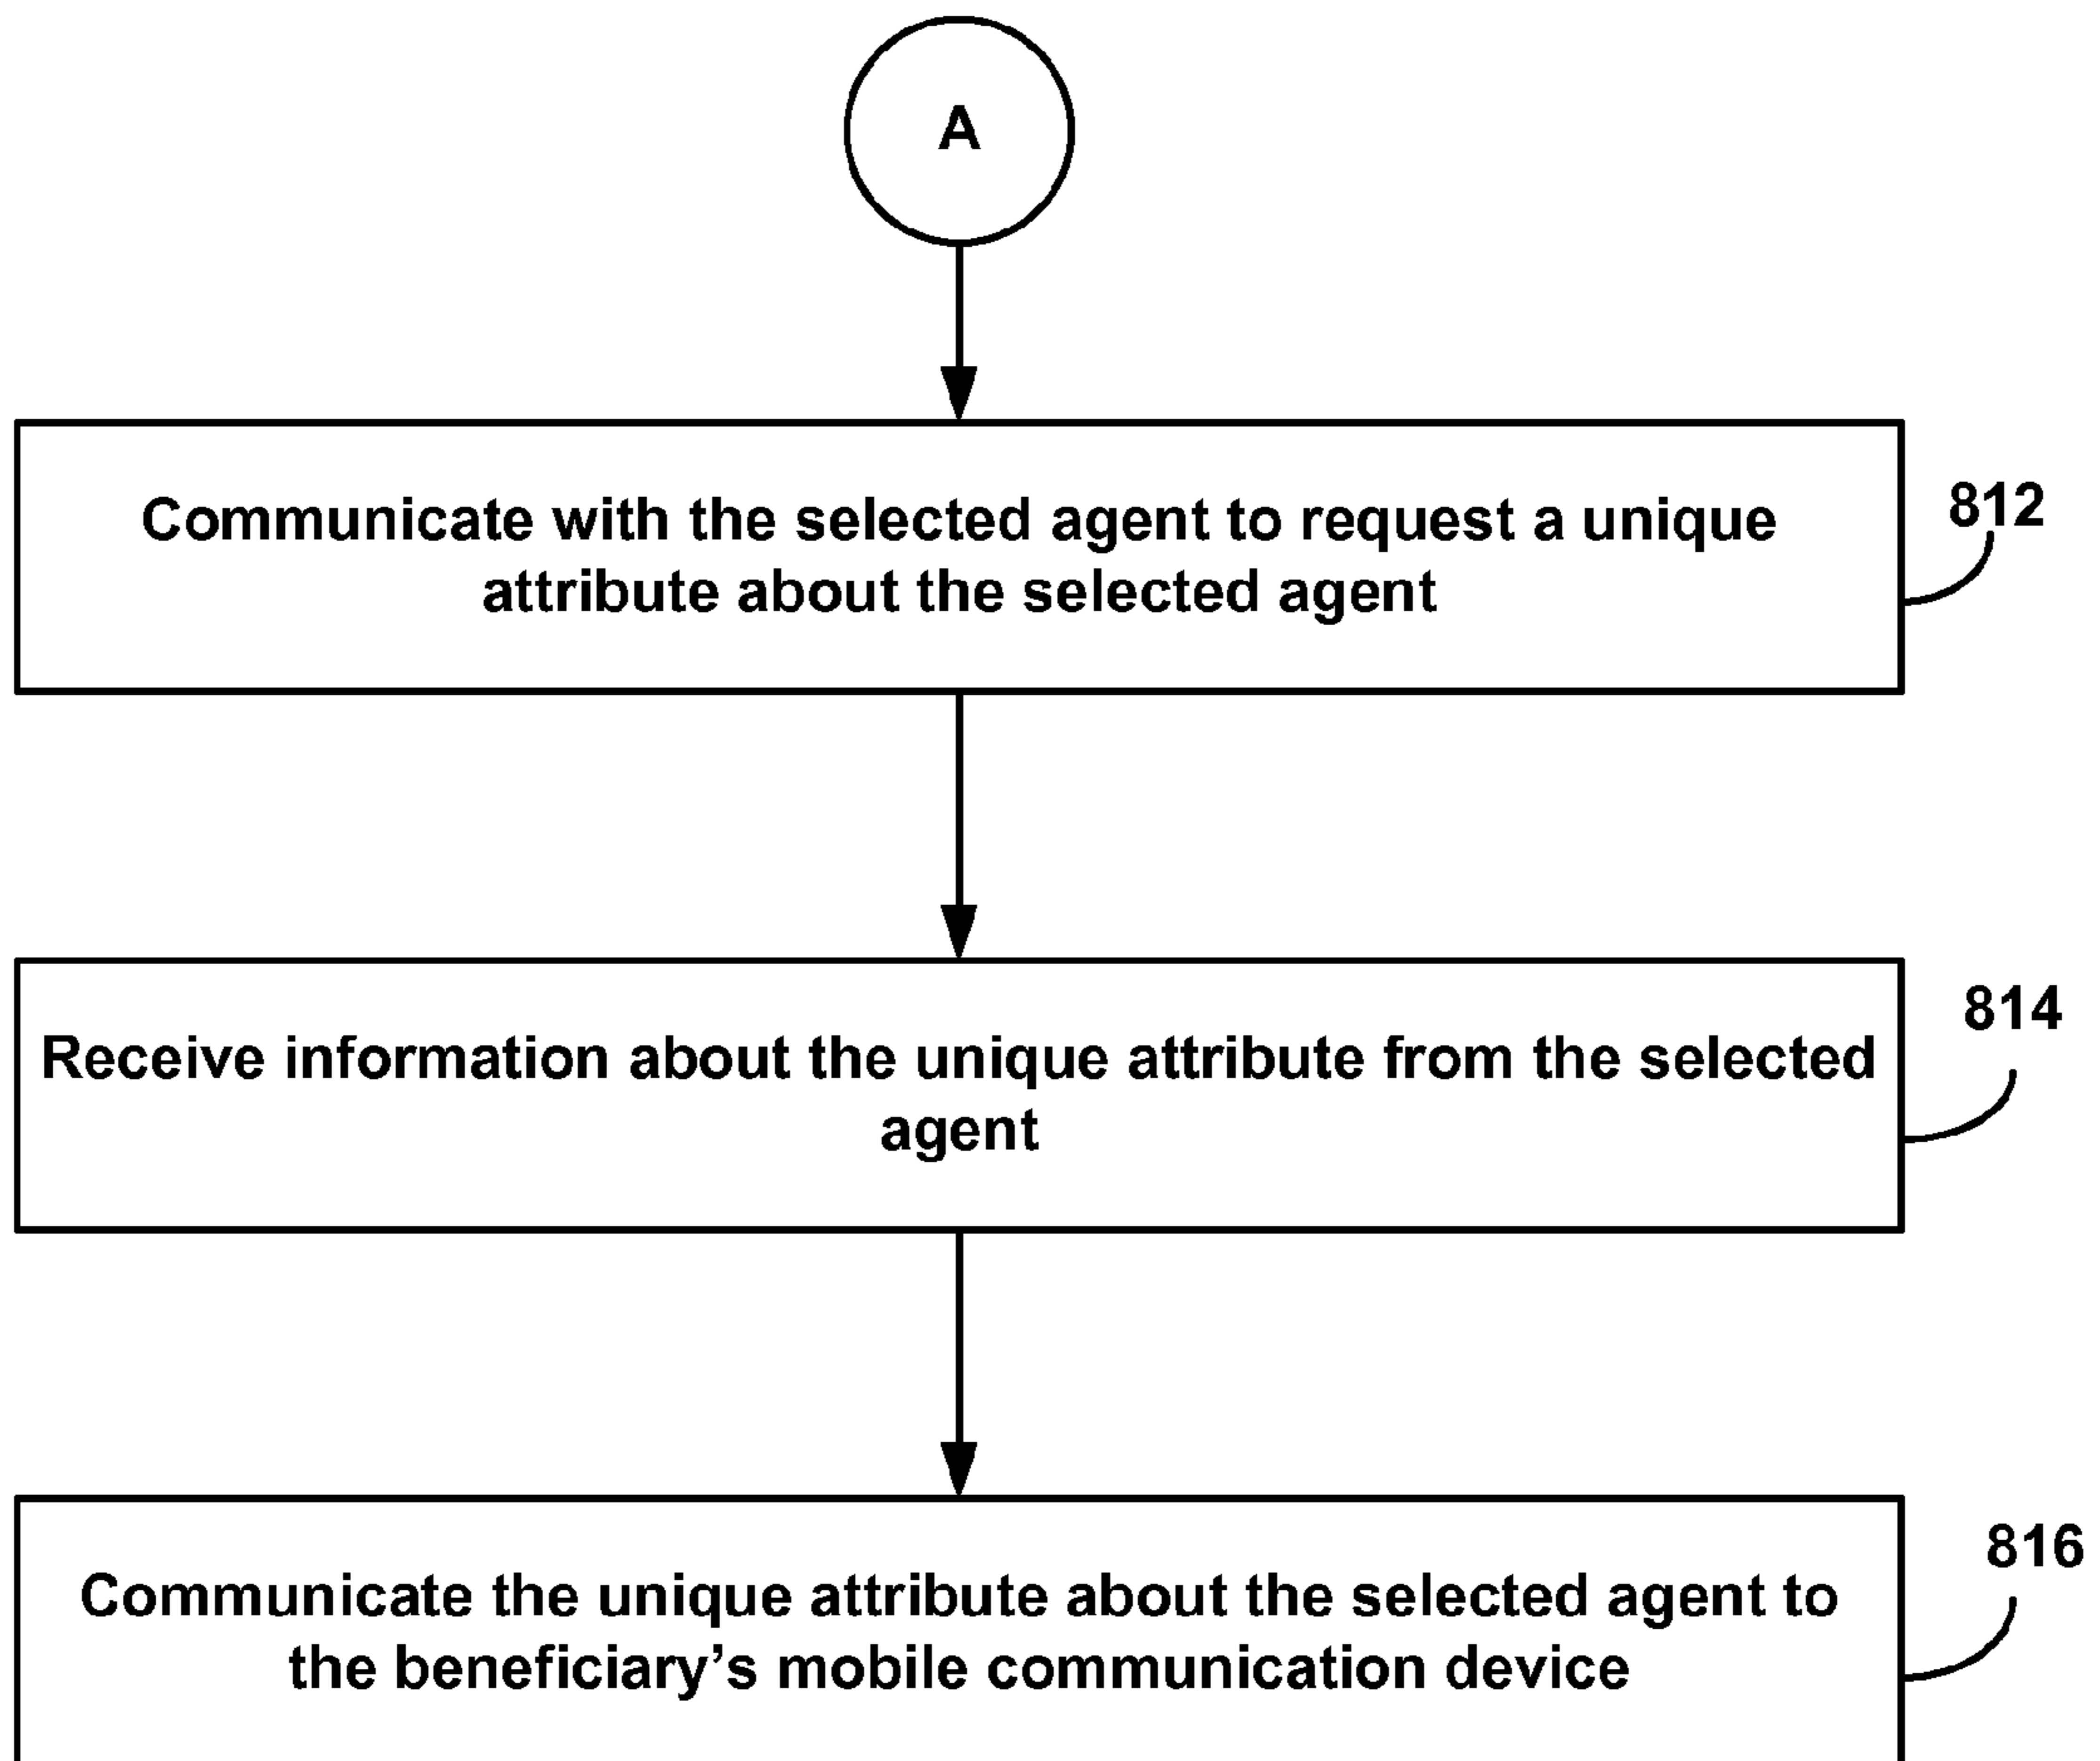 A
Communicate with the selected agent to request a unique
attribute about the selected agent
812
Receive information about the unique attribute from the selected
agent
814
Communicate the unique attribute about the selected agent to
the beneficiary’s mobile communication device
816